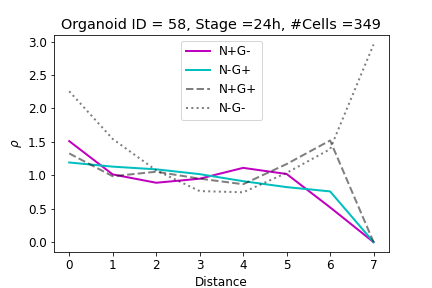 Organoid ID = 58, Stage =24h, #Cells =349
3.0
2.5
2.0
1.5
1.0
0.5
0.0
ρ
N+G-
N-G+
N+G+
N-G-
0 1 2 3 4 5 6 7
Distance